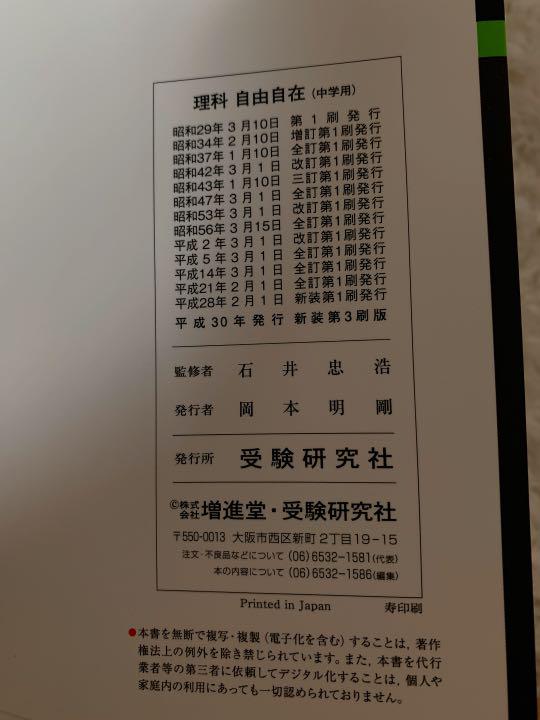 理科 自由自在（中学用）
昭和29年 3月10日 第1刷発行
昭和34年 2月10日 増訂第1刷発行
昭和37年 1月10日 全訂第1刷発行
昭和42年 3月 1日 改訂第1刷発行
昭和43年 1月10日 三訂第1刷発行
昭和47年 3月 1日 全訂第1刷発行
昭和53年 3月 1日 改訂第1刷発行
昭和56年 3月15日 全訂第1刷発行
平成 2年 3月 1日 改訂第1刷発行
平成 5年 3月 1日 全訂第1刷発行
平成14年 3月 1日 全訂第1刷発行
平成21年 2月 1日 全訂第1刷発行
平成28年 2月 1日 新装第1刷発行
平成30年発行 新装第3刷版
監修者 石井忠浩
発行者 岡本明剛
発行所 受験研究社
©株式会社 増進堂・受験研究社
〒550-0013 大阪市西区新町2丁目19-15
注文・不良品などについて (06)6532-1581(代表)
本の内容について (06)6532-1586(編集)
Printed in Japan 寿印刷
●本書を無断で複写・複製（電子化を含む）することは，著作
権法上の例外を除き禁じられています。また，本書を代行
業者等の第三者に依頼してデジタル化することは，個人や
家庭内の利用にあっても一切認められておりません。